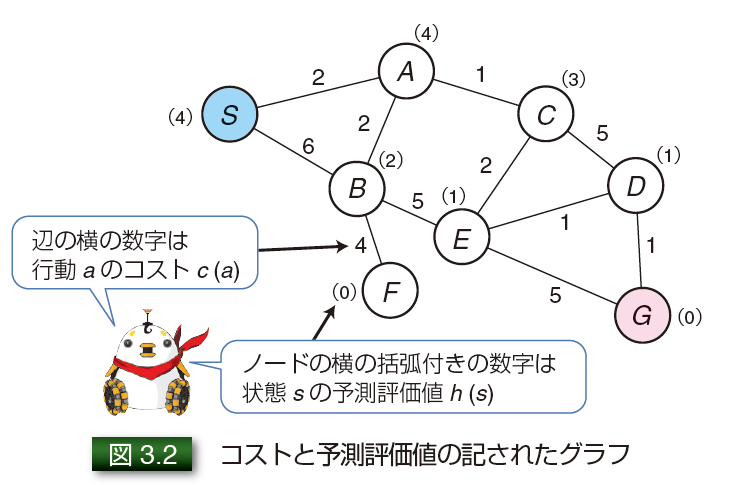 (4)
A
2
1
(3)
(4)
S
C
6
2
5
(2)
2
(1)
B
(1)
D
5
E
1
4
1
5
(0)
F
G
(0)
辺の横の数字は
行動 a のコスト c (a)
ノードの横の括弧付きの数字は
状態 s の予測評価値 h (s)
図 3.2 コストと予測評価値の記されたグラフ